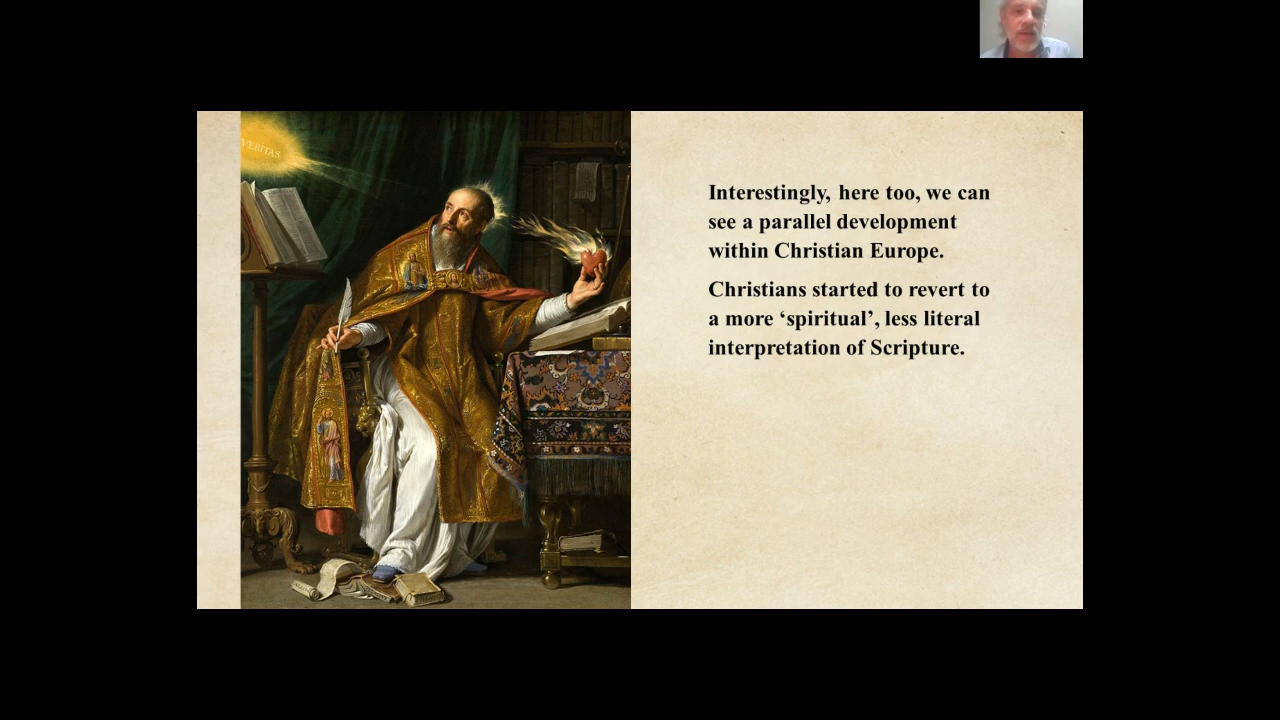 VERITAS
Interestingly, here too, we can
see a parallel development
within Christian Europe.
Christians started to revert to
a more ‘spiritual’, less literal
interpretation of Scripture.